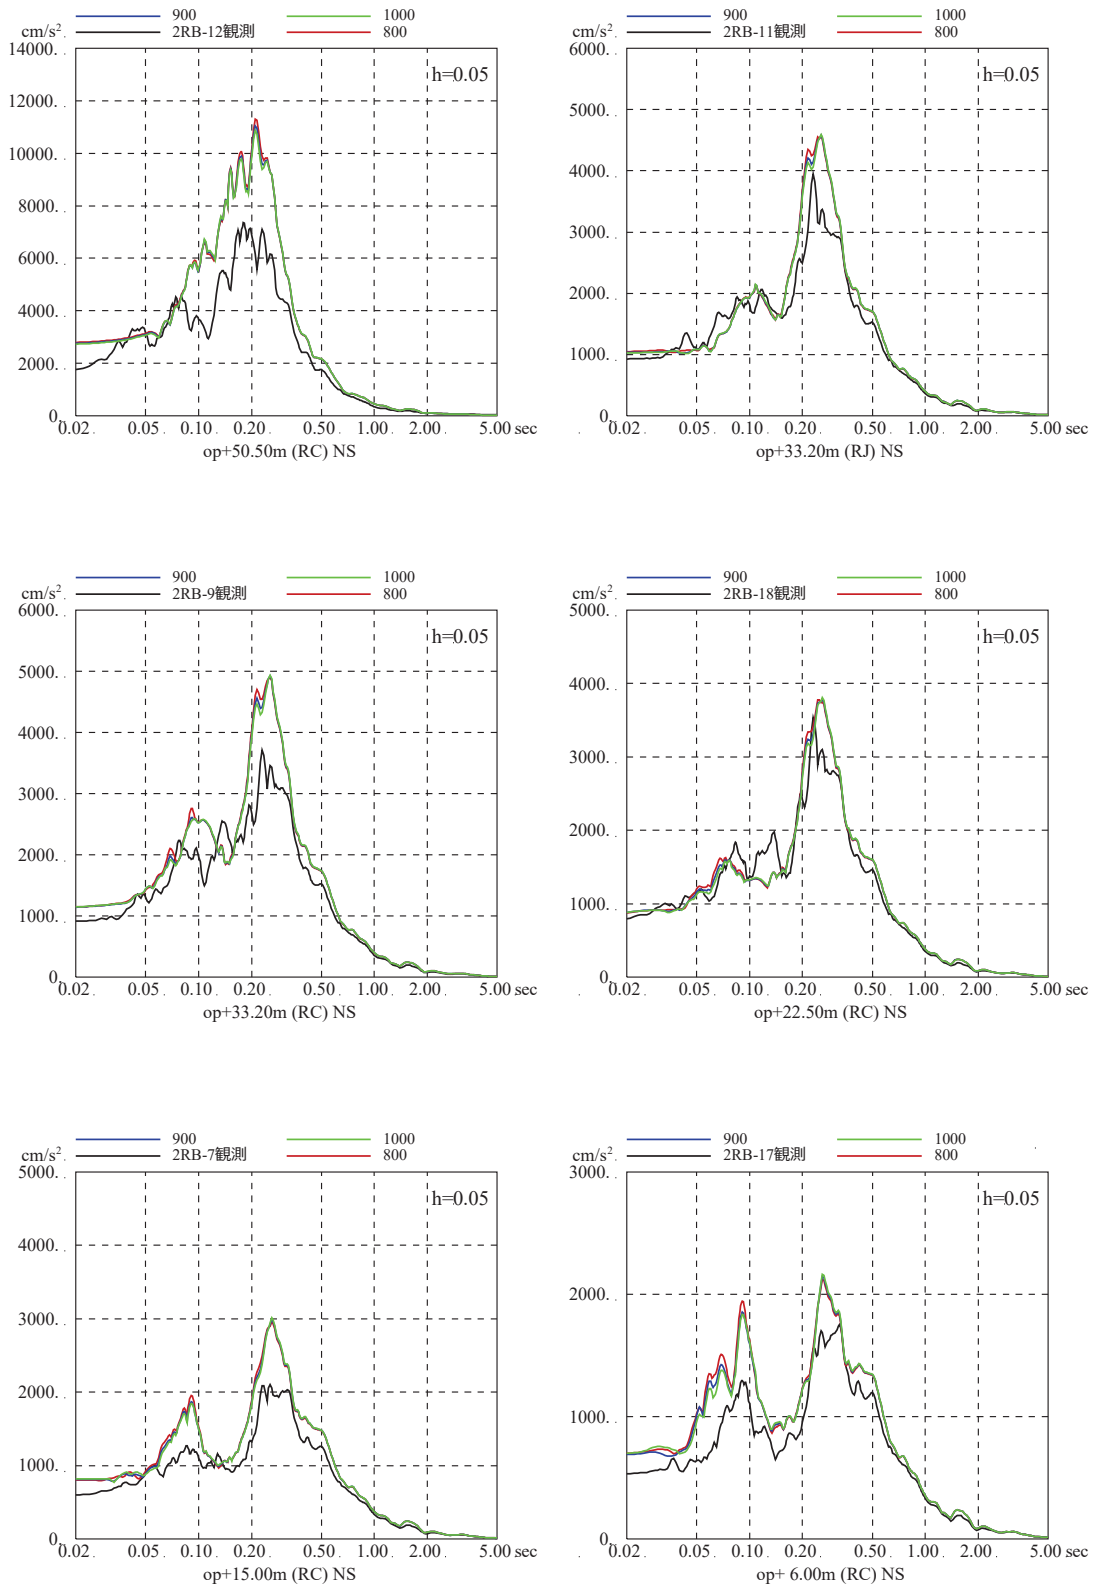 900 1000
cm/s². 2RB-12観測 800
14000.
h=0.05
12000.
10000.
8000.
6000.
4000.
2000.
0.
0.02 0.05 0.10 0.20 0.50 1.00 2.00 5.00 sec
op+50.50m (RC) NS
900 1000
cm/s². 2RB-11観測 800
6000.
h=0.05
5000.
4000.
3000.
2000.
1000.
0.
0.02 0.05 0.10 0.20 0.50 1.00 2.00 5.00 sec
op+33.20m (RJ) NS
900 1000
cm/s². 2RB-9観測 800
6000.
h=0.05
5000.
4000.
3000.
2000.
1000.
0.
0.02 0.05 0.10 0.20 0.50 1.00 2.00 5.00 sec
op+33.20m (RC) NS
900 1000
cm/s². 2RB-18観測 800
5000.
h=0.05
4000.
3000.
2000.
1000.
0.
0.02 0.05 0.10 0.20 0.50 1.00 2.00 5.00 sec
op+22.50m (RC) NS
900 1000
cm/s². 2RB-7観測 800
5000.
h=0.05
4000.
3000.
2000.
1000.
0.
0.02 0.05 0.10 0.20 0.50 1.00 2.00 5.00 sec
op+15.00m (RC) NS
900 1000
cm/s². 2RB-17観測 800
3000.
h=0.05
2000.
1000.
0.
0.02 0.05 0.10 0.20 0.50 1.00 2.00 5.00 sec
op+ 6.00m (RC) NS